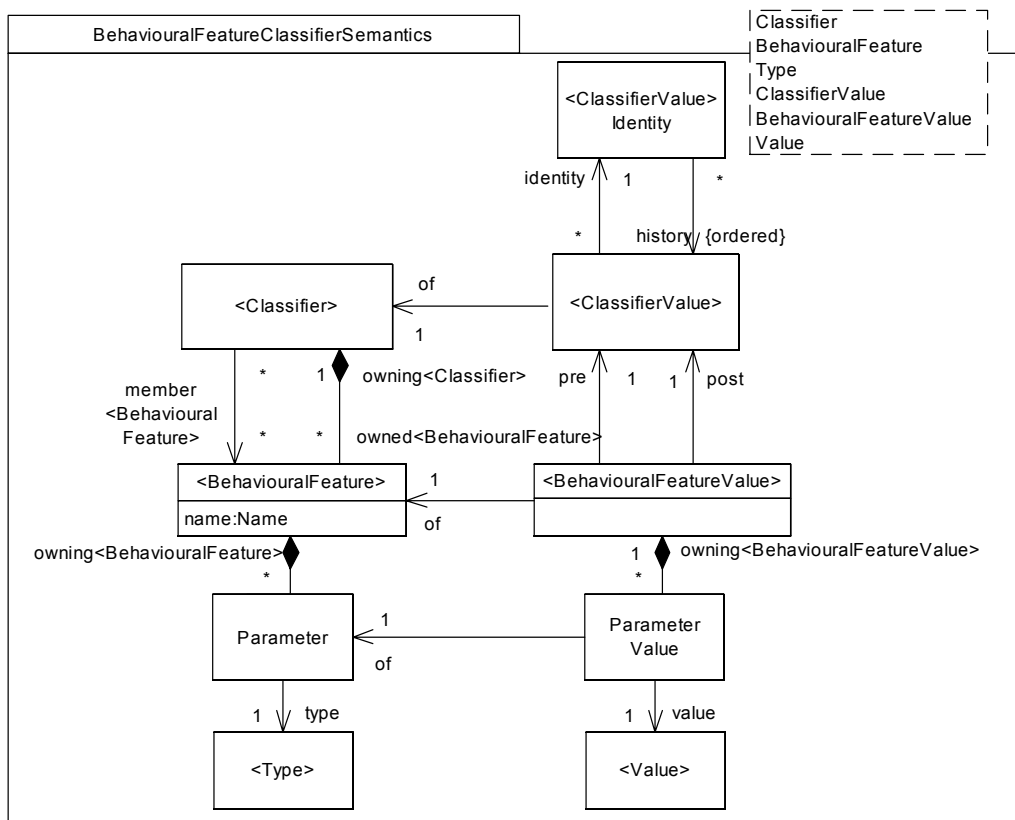 BehaviouralFeatureClassifierSemantics
Classifier
BehaviouralFeature
Type
ClassifierValue
BehaviouralFeatureValue
Value
<ClassifierValue>
Identity
identity
1
*
*
history
{ordered}
<Classifier>
of
1
<ClassifierValue>
member
<Behavioural
Feature>
*
*
1
owning<Classifier>
*
owned<BehaviouralFeature>
pre
1
1
post
<BehaviouralFeature>
name:Name
1
of
<BehaviouralFeatureValue>
owning<BehaviouralFeature>
*
1
owning<BehaviouralFeatureValue>
*
Parameter
1
of
Parameter
Value
1
type
1
value
<Type>
<Value>